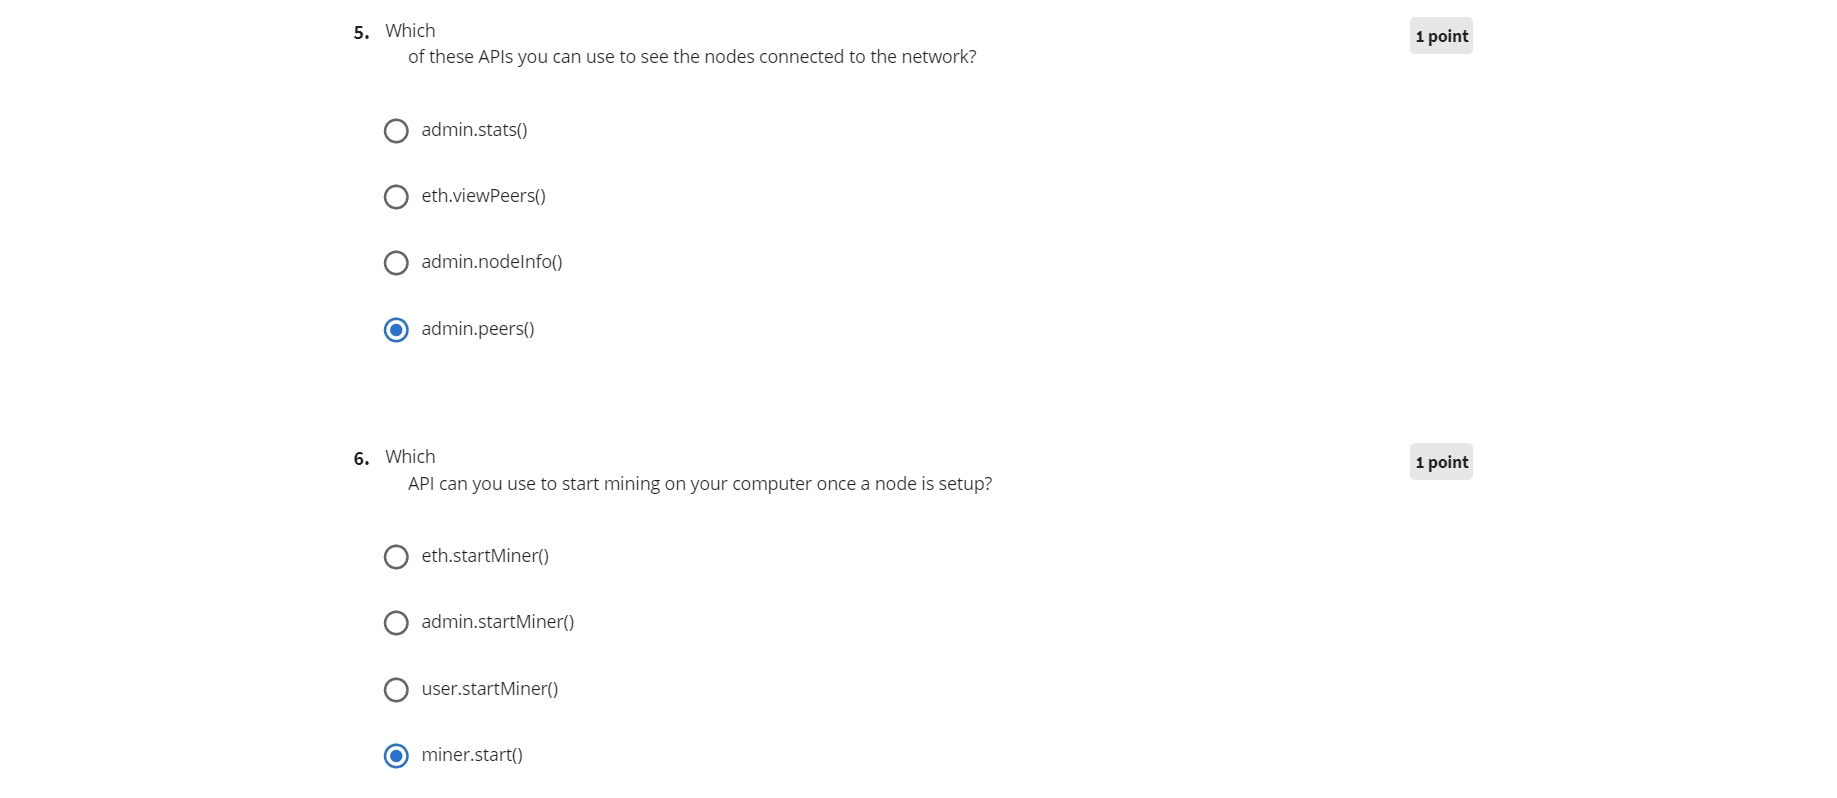 5. Which
1 point
of these APIs you can use to see the nodes connected to the network?
admin.stats()
eth.viewPeers()
admin.nodeInfo()
admin.peers()
6. Which
1 point
API can you use to start mining on your computer once a node is setup?
eth.startMiner()
admin.startMiner()
user.startMiner()
miner.start()